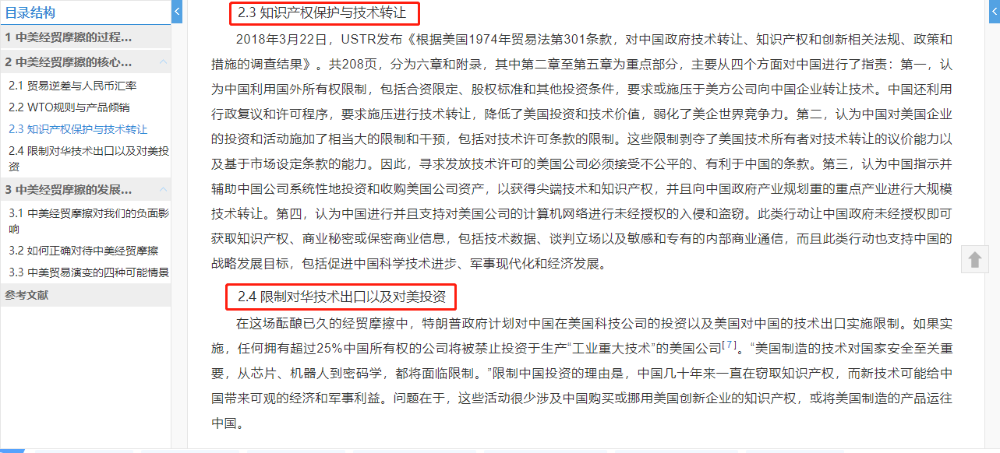 目录结构
1 中美经贸摩擦的过程...
2 中美经贸摩擦的核心...
2.1 贸易逆差与人民币汇率
2.2 WTO规则与产品倾销
2.3 知识产权保护与技术转让
2.4 限制对华技术出口以及对美投
资
3 中美经贸摩擦的发展...
3.1 中美经贸摩擦对我们的负面影
响
3.2 如何正确对待中美经贸摩擦
3.3 中美贸易演变的四种可能情景
参考文献
2.3 知识产权保护与技术转让
2018年3月22日，USTR发布《根据美国1974年贸易法第301条款，对中国政府技术转让、知识产权和创新相关法规、政策和
措施的调查结果》。共208页，分为六章和附录，其中第二章至第五章为重点部分，主要从四个方面对中国进行了指责：第一，认
为中国利用国外所有权限制，包括合资限定、股权标准和其他投资条件，要求或施压于美方公司向中国企业转让技术。中国还利用
行政复议和许可程序，要求施压进行技术转让，降低了美国投资和技术价值，弱化了美企世界竞争力。第二，认为中国对美国企业
的投资和活动施加了相当大的限制和干预，包括对技术许可条款的限制。这些限制剥夺了美国技术所有者对技术转让的议价能力以
及基于市场设定条款的能力。因此，寻求发放技术许可的美国公司必须接受不公平的、有利于中国的条款。第三，认为中国指示并
辅助中国公司系统性地投资和收购美国公司资产，以获得尖端技术和知识产权，并且向中国政府产业规划重的重点产业进行大规模
技术转让。第四，认为中国进行并且支持对美国公司的计算机网络进行未经授权的入侵和盗窃。此类行动让中国政府未经授权即可
获取知识产权、商业秘密或保密商业信息，包括技术数据、谈判立场以及敏感和专有的内部商业通信，而且此类行动也支持中国的
战略发展目标，包括促进中国科学技术进步、军事现代化和经济发展。
2.4 限制对华技术出口以及对美投资
在这场酝酿已久的经贸摩擦中，特朗普政府计划对中国在美国科技公司的投资以及美国对中国的技术出口实施限制。如果实
施，任何拥有超过25%中国所有权的公司将被禁止投资于生产“工业重大技术”的美国公司[7]。“美国制造的技术对国家安全至关重
要，从芯片、机器人到密码学，都将面临限制。”限制中国投资的理由是，中国几十年来一直在窃取知识产权，而新技术可能给中
国带来可观的经济和军事利益。问题在于，这些活动很少涉及中国购买或挪用美国创新企业的知识产权，或将美国制造的产品运往
中国。